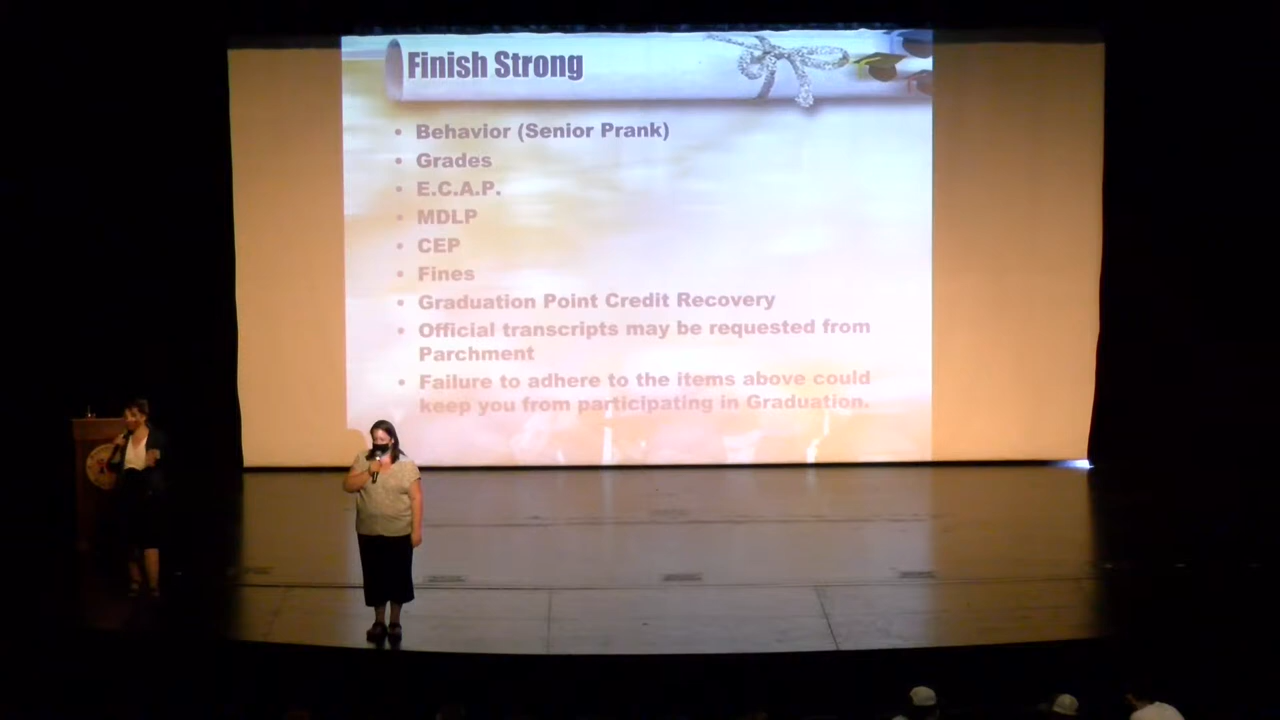 Finish Strong
• Behavior (Senior Prank)
• Grades
• E.C.A.P.
• MDLP
• CEP
• Fines
• Graduation Point Credit Recovery
• Official transcripts may be requested from
Parchment
• Failure to adhere to the items above could
keep you from participating in Graduation.